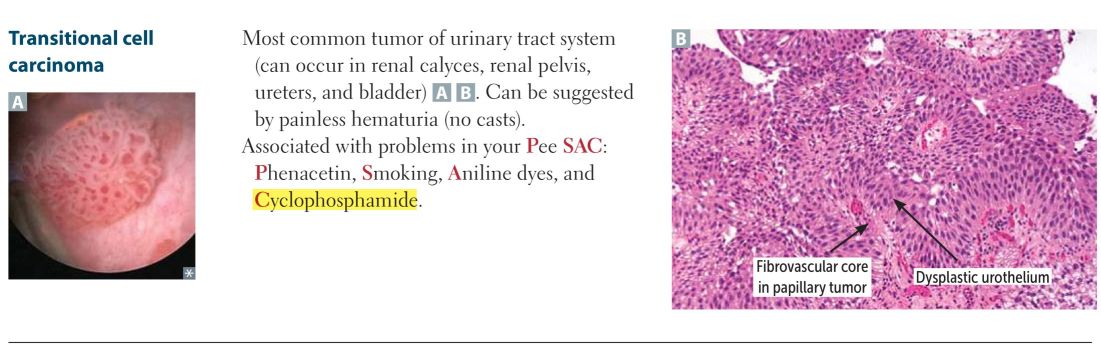 Transitional cell
carcinoma
A
Most common tumor of urinary tract system
(can occur in renal calyces, renal pelvis,
ureters, and bladder) A B. Can be suggested
by painless hematuria (no casts).
Associated with problems in your Pee SAC:
Phenacetin, Smoking, Aniline dyes, and
Cyclophosphamide.
B
Fibrovascular core
in papillary tumor
Dysplastic urothelium